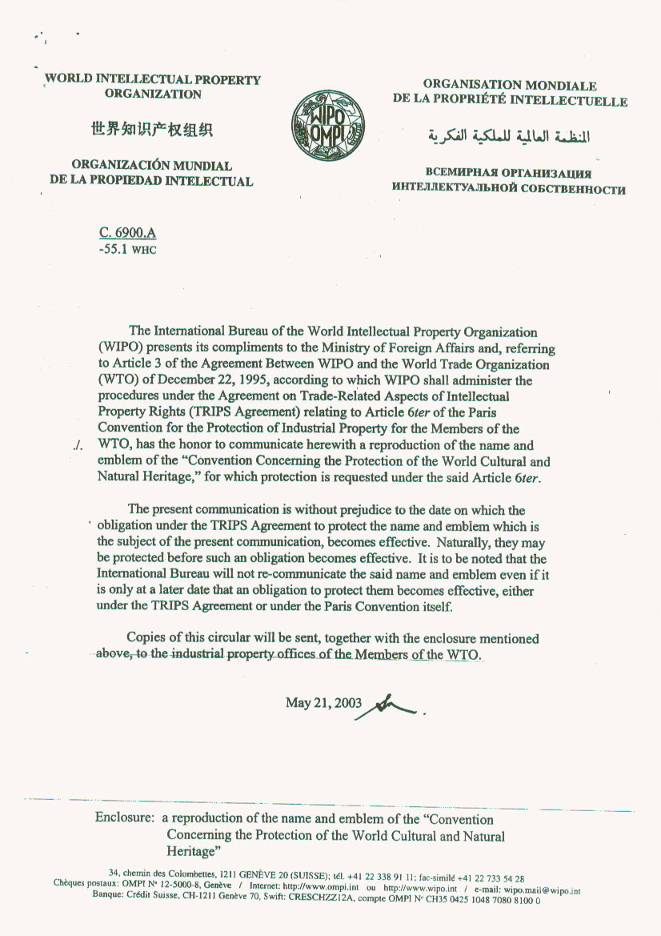 WORLD INTELLECTUAL PROPERTY
ORGANIZATION
世界知识产权组织
ORGANIZACIÓN MUNDIAL
DE LA PROPIEDAD INTELECTUAL
WIPO
OMPI
ORGANISATION MONDIALE
DE LA PROPRIÉTÉ INTELLECTUELLE
المنظمة العالمية للملكية الفكرية
ВСЕМИРНАЯ ОРГАНИЗАЦИЯ
ИНТЕЛЛЕКТУАЛЬНОЙ СОБСТВЕННОСТИ
C. 6900.A
-55.1 WHC
The International Bureau of the World Intellectual Property Organization
(WIPO) presents its compliments to the Ministry of Foreign Affairs and, referring
to Article 3 of the Agreement Between WIPO and the World Trade Organization
(WTO) of December 22, 1995, according to which WIPO shall administer the
procedures under the Agreement on Trade-Related Aspects of Intellectual
Property Rights (TRIPS Agreement) relating to Article 6ter of the Paris
Convention for the Protection of Industrial Property for the Members of the
./. WTO, has the honor to communicate herewith a reproduction of the name and
emblem of the “Convention Concerning the Protection of the World Cultural and
Natural Heritage,” for which protection is requested under the said Article 6ter.
The present communication is without prejudice to the date on which the
obligation under the TRIPS Agreement to protect the name and emblem which is
the subject of the present communication, becomes effective. Naturally, they may
be protected before such an obligation becomes effective. It is to be noted that the
International Bureau will not re-communicate the said name and emblem even if it
is only at a later date that an obligation to protect them becomes effective, either
under the TRIPS Agreement or under the Paris Convention itself.
Copies of this circular will be sent, together with the enclosure mentioned
above, to the industrial property offices of the Members of the WTO.
May 21, 2003
Enclosure: a reproduction of the name and emblem of the “Convention
Concerning the Protection of the World Cultural and Natural
Heritage”
34, chemin des Colombettes, 1211 GENÈVE 20 (SUISSE); tél. +41 22 338 91 11; fac-similé +41 22 733 54 28
Chèques postaux: OMPI Nº 12-5000-8, Genève / Internet: http://www.ompi.int ou http://www.wipo.int / e-mail: wipo.mail@wipo.int
Banque: Crédit Suisse, CH-1211 Genève 70, Swift: CRESCHZZ12A, compte OMPI Nº CH35 0425 1048 7080 8100 0